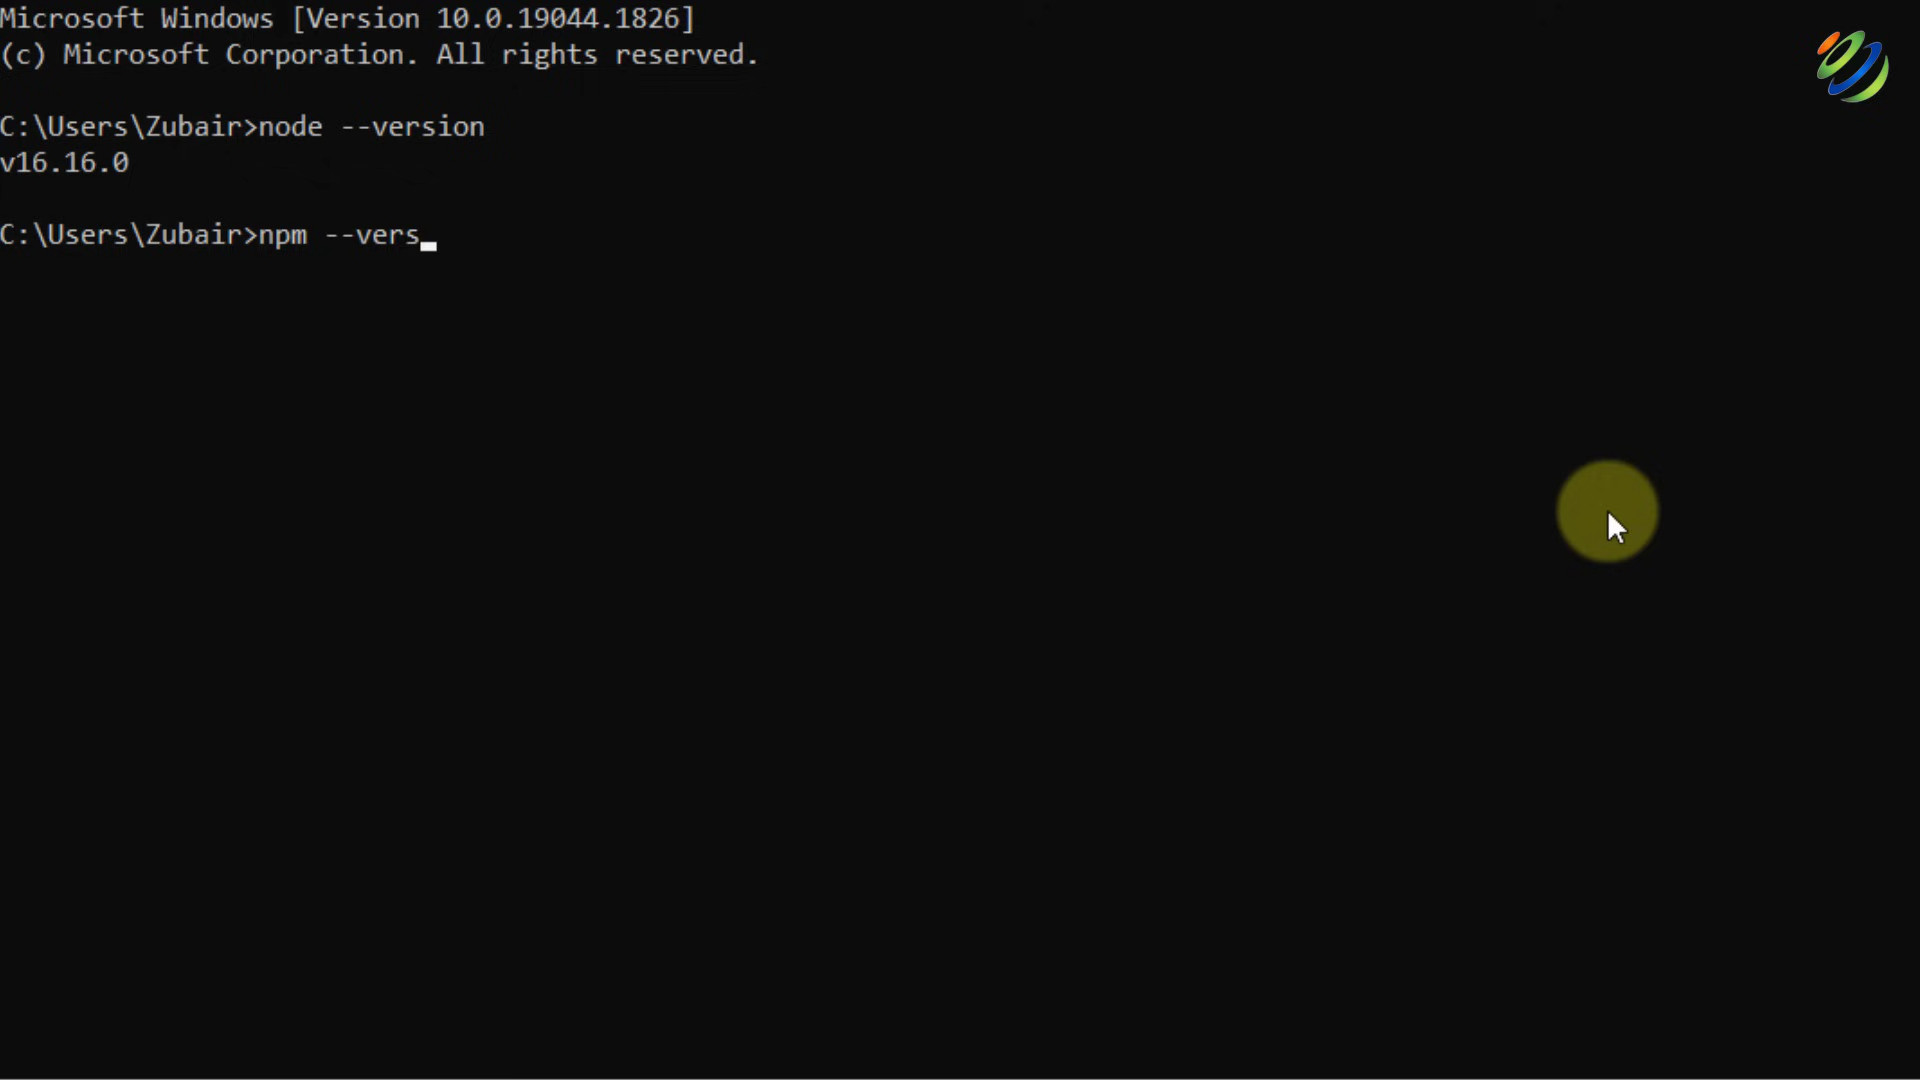 Microsoft Windows [Version 10.0.19044.1826]
(c) Microsoft Corporation. All rights reserved.
C:\Users\Zubair>node --version
v16.16.0
C:\Users\Zubair>npm --vers